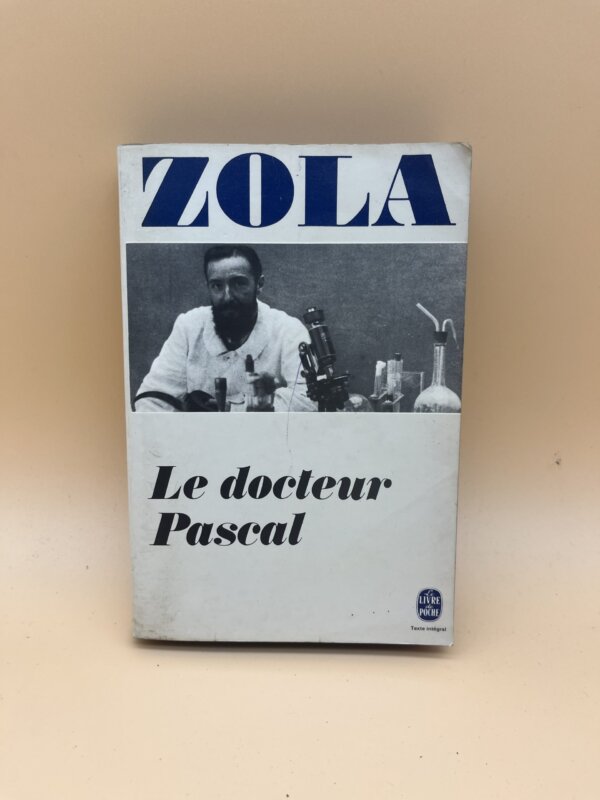 ZOLA
Le docteur
Pascal
Le
LIVRE
de
POCHE
Texte intégral